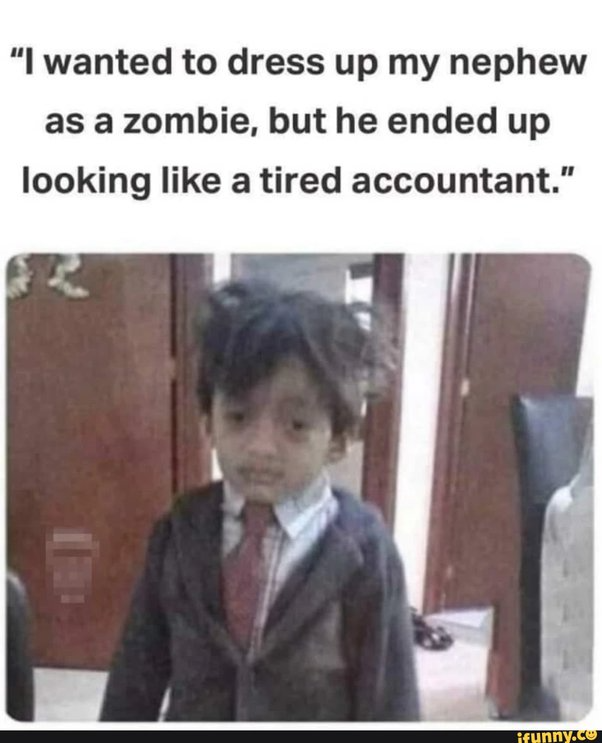 "I wanted to dress up my nephew
as a zombie, but he ended up
looking like a tired accountant."
ifunny.co